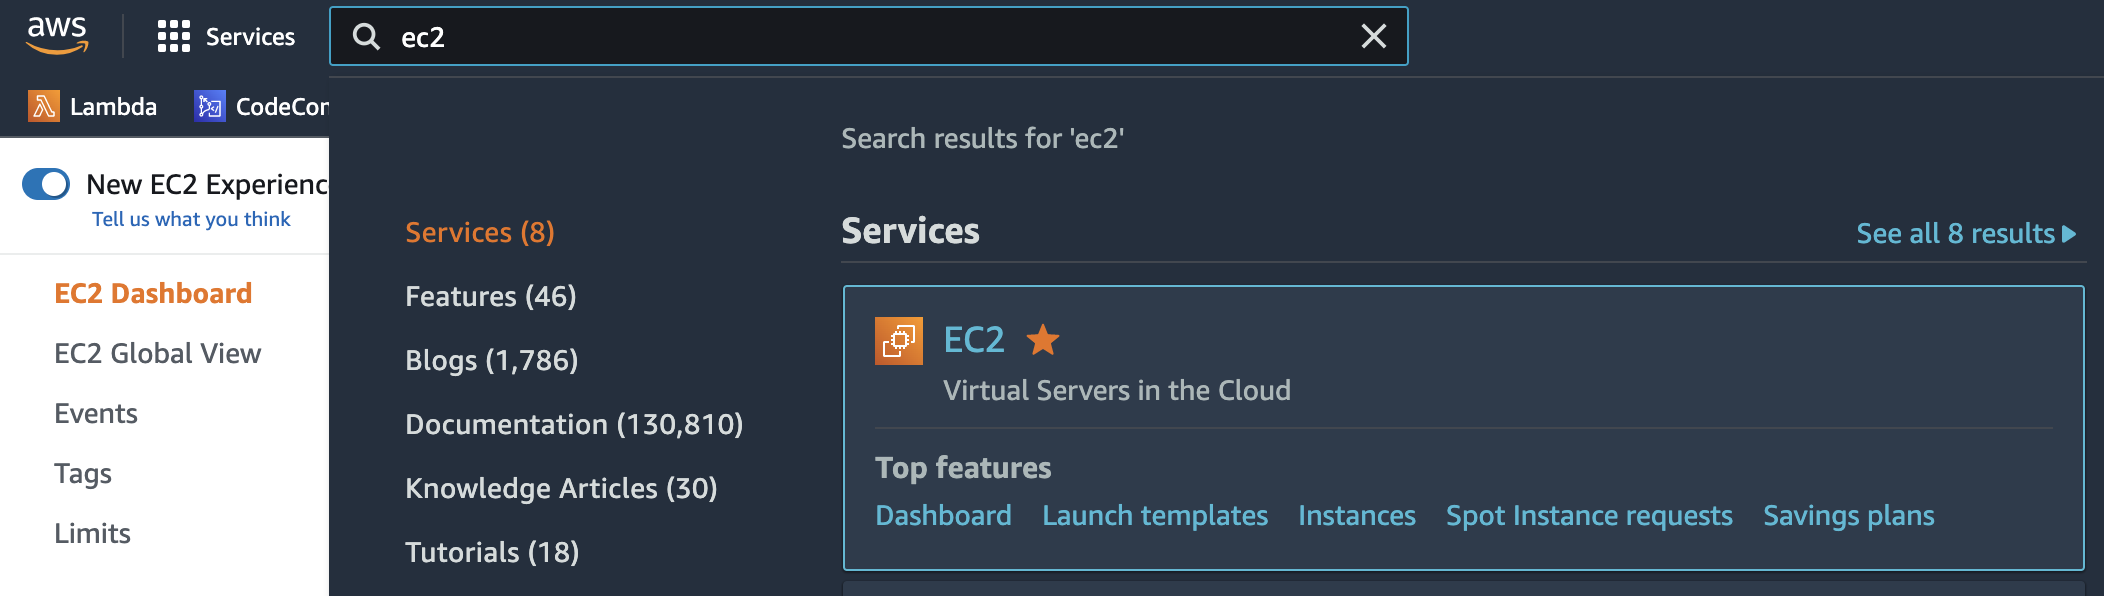 aws
Services
ec2
Lambda
CodeCom
New EC2 Experienc
Tell us what you think
EC2 Dashboard
EC2 Global View
Events
Tags
Limits
Search results for 'ec2'
Services (8)
Features (46)
Blogs (1,786)
Documentation (130,810)
Knowledge Articles (30)
Tutorials (18)
Services
See all 8 results
EC2
Virtual Servers in the Cloud
Top features
Dashboard Launch templates Instances Spot Instance requests Savings plans